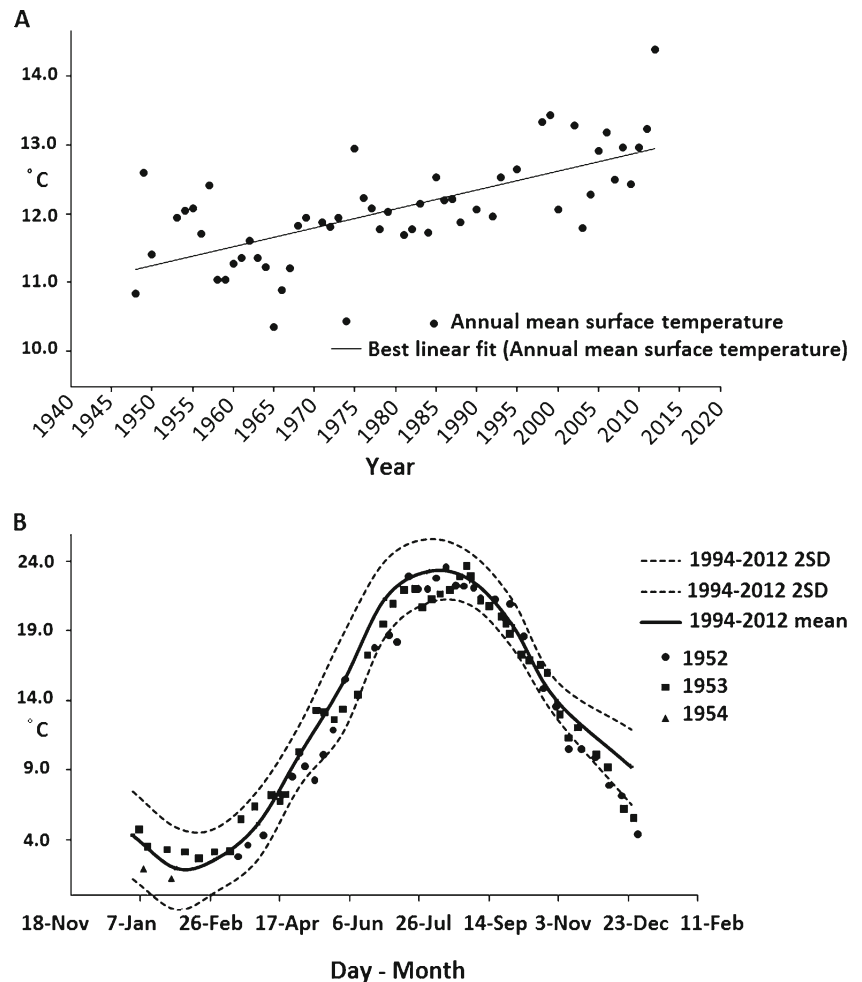 A
14.0
13.0
°C
12.0
11.0
Annual mean surface temperature
Best linear fit (Annual mean surface temperature)
10.0
1940 1945 1950 1955 1960 1965 1970 1975 1980 1985 1990 1995 2000 2005 2010 2015 2020
Year
B
24.0
1994-2012 2SD
1994-2012 2SD
19.0
1994-2012 mean
1952
14.0
1953
°C
1954
9.0
4.0
18-Nov 7-Jan 26-Feb 17-Apr 6-Jun 26-Jul 14-Sep 3-Nov 23-Dec 11-Feb
Day - Month